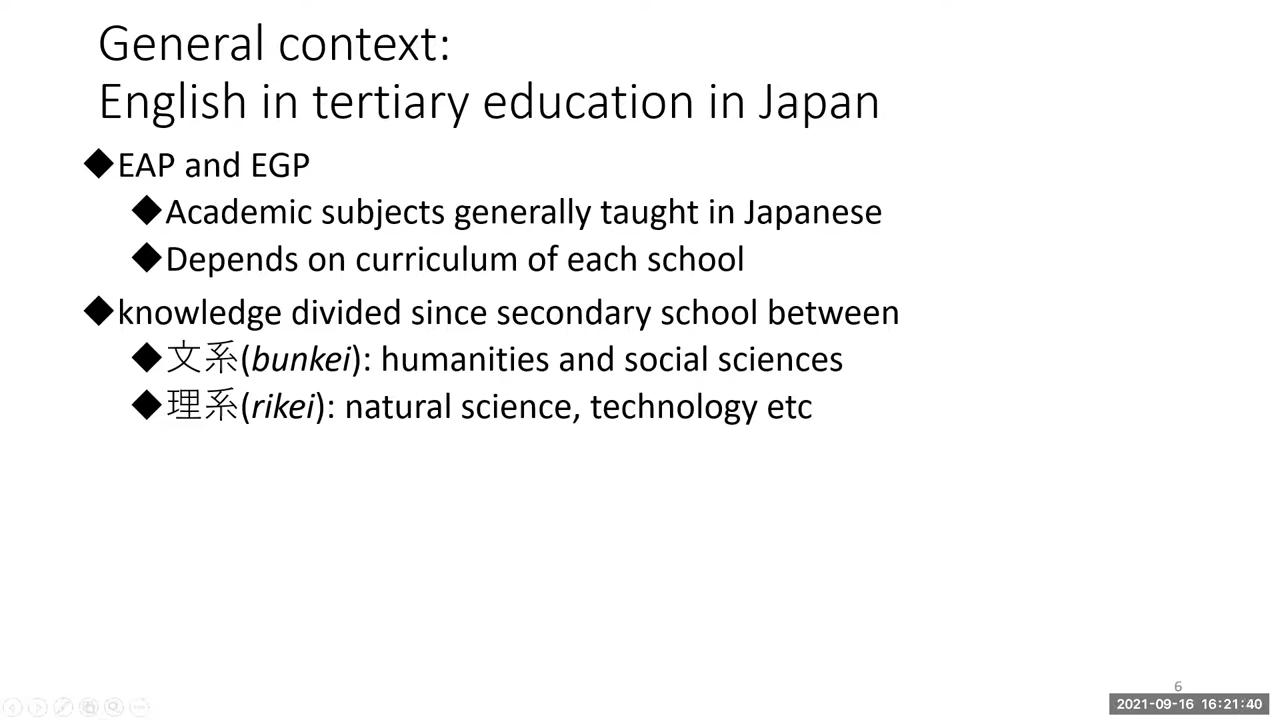 General context:
English in tertiary education in Japan
◆EAP and EGP
◆Academic subjects generally taught in Japanese
◆Depends on curriculum of each school
◆knowledge divided since secondary school between
◆文系(bunkei): humanities and social sciences
◆理系(rikei): natural science, technology etc
6
2021-09-16 16:21:40